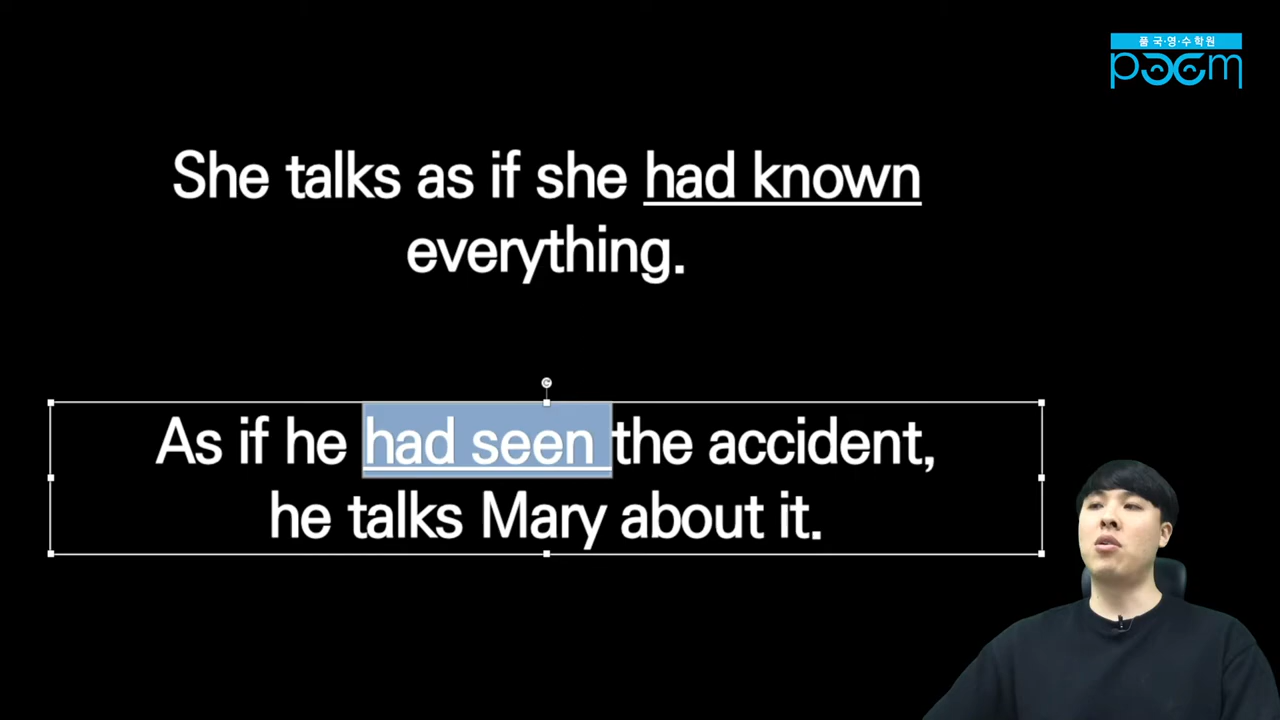 품 국·영·수 학원
poem
She talks as if she had known
everything.
As if he had seen the accident,
he talks Mary about it.